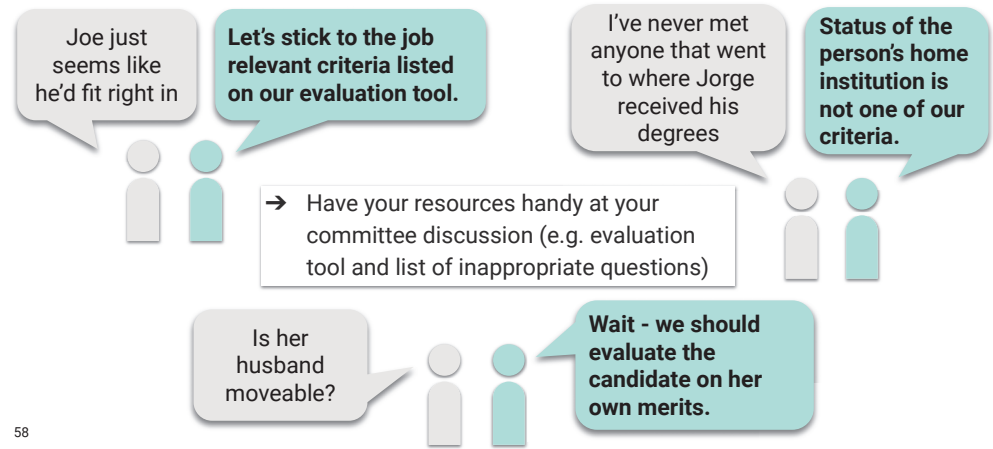 Joe just
seems like
he'd fit right in
Let's stick to the job
relevant criteria listed
on our evaluation tool.
I've never met
anyone that went
to where Jorge
received his
degrees
Status of the
person's home
institution is
not one of our
criteria.
➔ Have your resources handy at your
committee discussion (e.g. evaluation
tool and list of inappropriate questions)
Is her
husband
moveable?
Wait - we should
evaluate the
candidate on her
own merits.
58